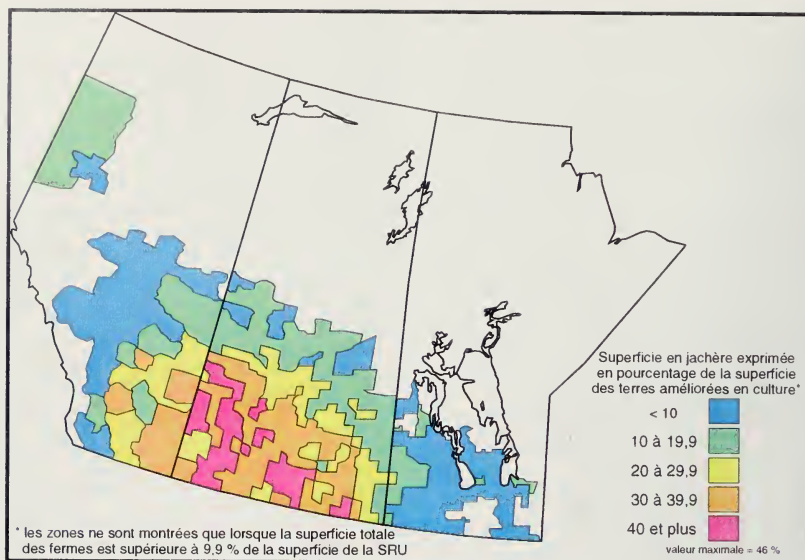 Superficie en jachère exprimée
en pourcentage de la superficie
des terres améliorées en culture*
< 10
10 à 19,9
20 à 29,9
30 à 39,9
40 et plus
valeur maximale = 46 %
* les zones ne sont montrées que lorsque la superficie totale
des fermes est supérieure à 9,9 % de la superficie de la SRU